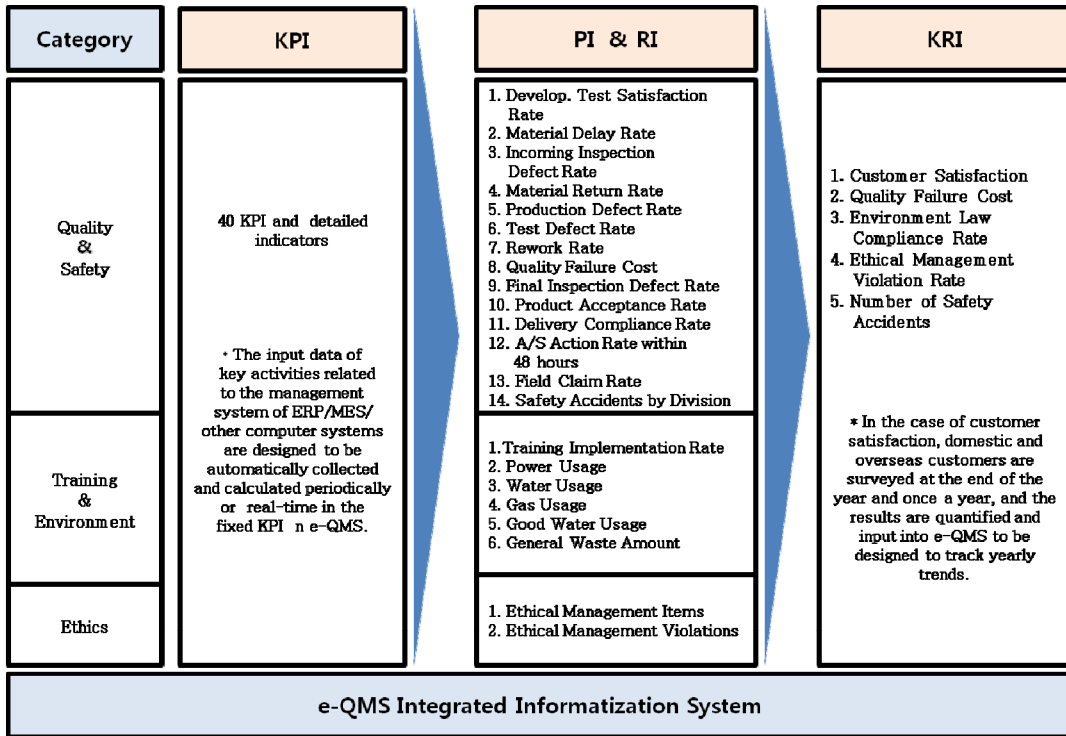 Category
KPI
PI & RI
KRI
Quality
&
Safety
Training
&
Environment
Ethics
40 KPI and detailed
indicators
* The input data of
key activities related
to the management
system of ERP/MES/
other computer systems
are designed to be
automatically collected
and calculated periodically
or real-time in the
fixed KPI n e-QMS.
1. Develop. Test Satisfaction
Rate
2. Material Delay Rate
3. Incoming Inspection
Defect Rate
4. Material Return Rate
5. Production Defect Rate
6. Test Defect Rate
7. Rework Rate
8. Quality Failure Cost
9. Final Inspection Defect Rate
10. Product Acceptance Rate
11. Delivery Compliance Rate
12. A/S Action Rate within
48 hours
13. Field Claim Rate
14. Safety Accidents by Division
1. Training Implementation Rate
2. Power Usage
3. Water Usage
4. Gas Usage
5. Good Water Usage
6. General Waste Amount
1. Ethical Management Items
2. Ethical Management Violations
1. Customer Satisfaction
2. Quality Failure Cost
3. Environment Law
Compliance Rate
4. Ethical Management
Violation Rate
5. Number of Safety
Accidents
* In the case of customer
satisfaction, domestic and
overseas customers are
surveyed at the end of the
year and once a year, and the
results are quantified and
input into e-QMS to be
designed to track yearly
trends.
e-QMS Integrated Informatization System